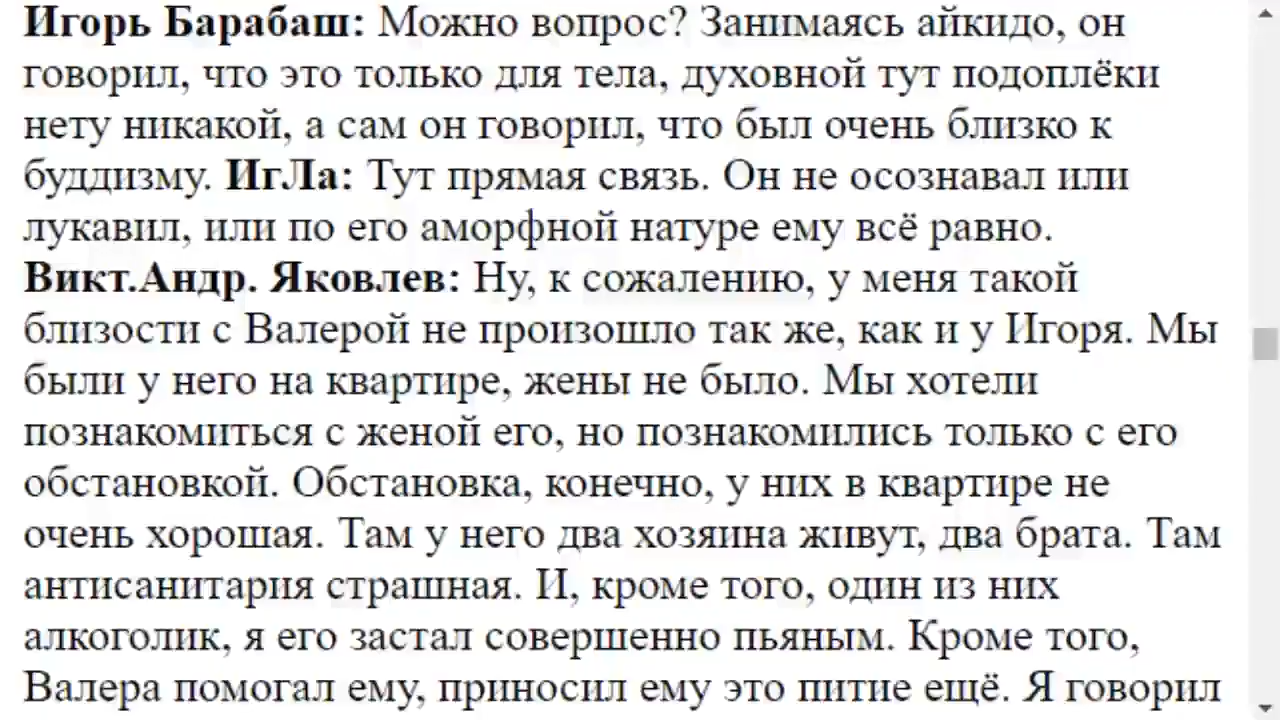 Игорь Барабаш: Можно вопрос? Занимаясь айкидо, он
говорил, что это только для тела, духовной тут подоплёки
нету никакой, а сам он говорил, что был очень близко к
буддизму. ИгЛа: Тут прямая связь. Он не осознавал или
лукавил, или по его аморфной натуре ему всё равно.
Викт.Андр. Яковлев: Ну, к сожалению, у меня такой
близости с Валерой не произошло так же, как и у Игоря. Мы
были у него на квартире, жены не было. Мы хотели
познакомиться с женой его, но познакомились только с его
обстановкой. Обстановка, конечно, у них в квартире не
очень хорошая. Там у него два хозяина живут, два брата. Там
антисанитария страшная. И, кроме того, один из них
алкоголик, я его застал совершенно пьяным. Кроме того,
Валера помогал ему, приносил ему это питие ещё. Я говорил